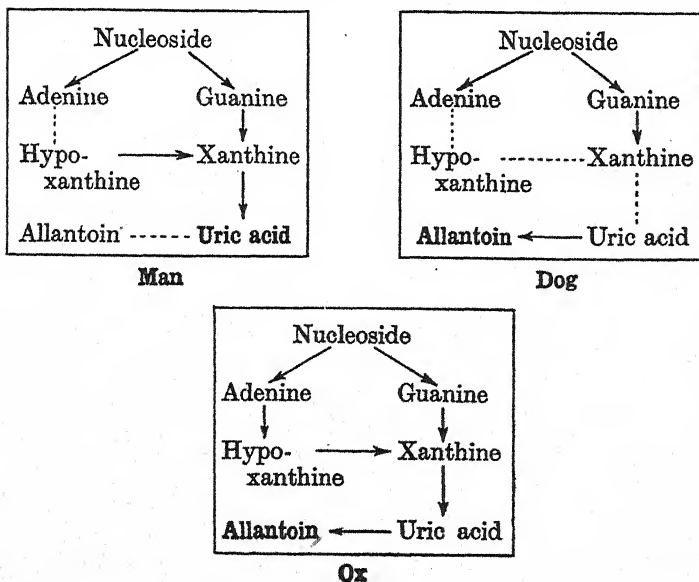 Nucleoside
Adenine Guanine
Hypo- Xanthine
xanthine
Allantoin Uric acid
Man
Nucleoside
Adenine Guanine
Hypo- Xanthine
xanthine
Allantoin Uric acid
Dog
Nucleoside
Adenine Guanine
Hypo- Xanthine
xanthine
Allantoin Uric acid
Ox